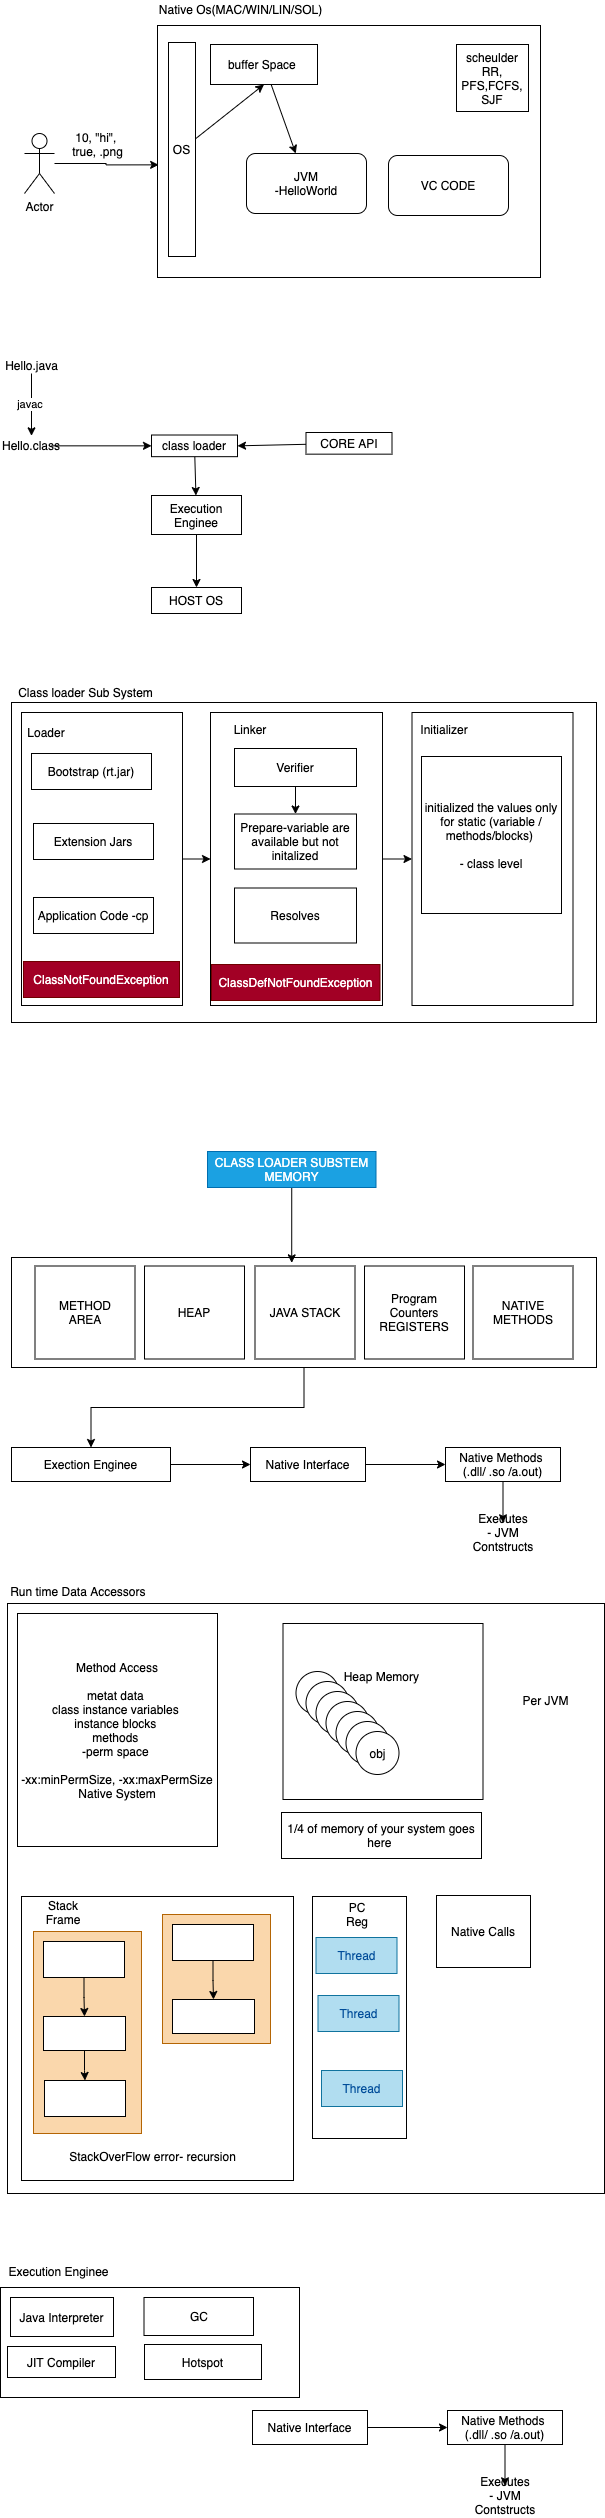 Native Os(MAC/WIN/LIN/SOL)
buffer Space
scheulder
RR,
PFS,FCFS,
SJF
10, "hi",
true, .png
OS
JVM
-HelloWorld
VC CODE
Actor
Hello.java
javac
Hello.class
class loader
CORE API
Execution
Enginee
HOST OS
Class loader Sub System
Loader
Bootstrap (rt.jar)
Extension Jars
Application Code -cp
ClassNotFoundException
Linker
Verifier
Prepare-variable are
available but not
initalized
Resolves
ClassDefNotFoundException
Initializer
initialized the values only
for static (variable /
methods/blocks)
- class level
CLASS LOADER SUBSTEM
MEMORY
METHOD
AREA
HEAP
JAVA STACK
Program
Counters
REGISTERS
NATIVE
METHODS
Exection Enginee
Native Interface
Native Methods
(.dll/ .so /a.out)
Executes
- JVM
Contstructs
Run time Data Accessors
Method Access
metat data
class instance variables
instance blocks
methods
-perm space
-xx:minPermSize, -xx:maxPermSize
Native System
Heap Memory
obj
Per JVM
1/4 of memory of your system goes
here
Stack
Frame
StackOverFlow error- recursion
PC
Reg
Thread
Thread
Thread
Native Calls
Execution Enginee
Java Interpreter
GC
JIT Compiler
Hotspot
Native Interface
Native Methods
(.dll/ .so /a.out)
Executes
- JVM
Contstructs